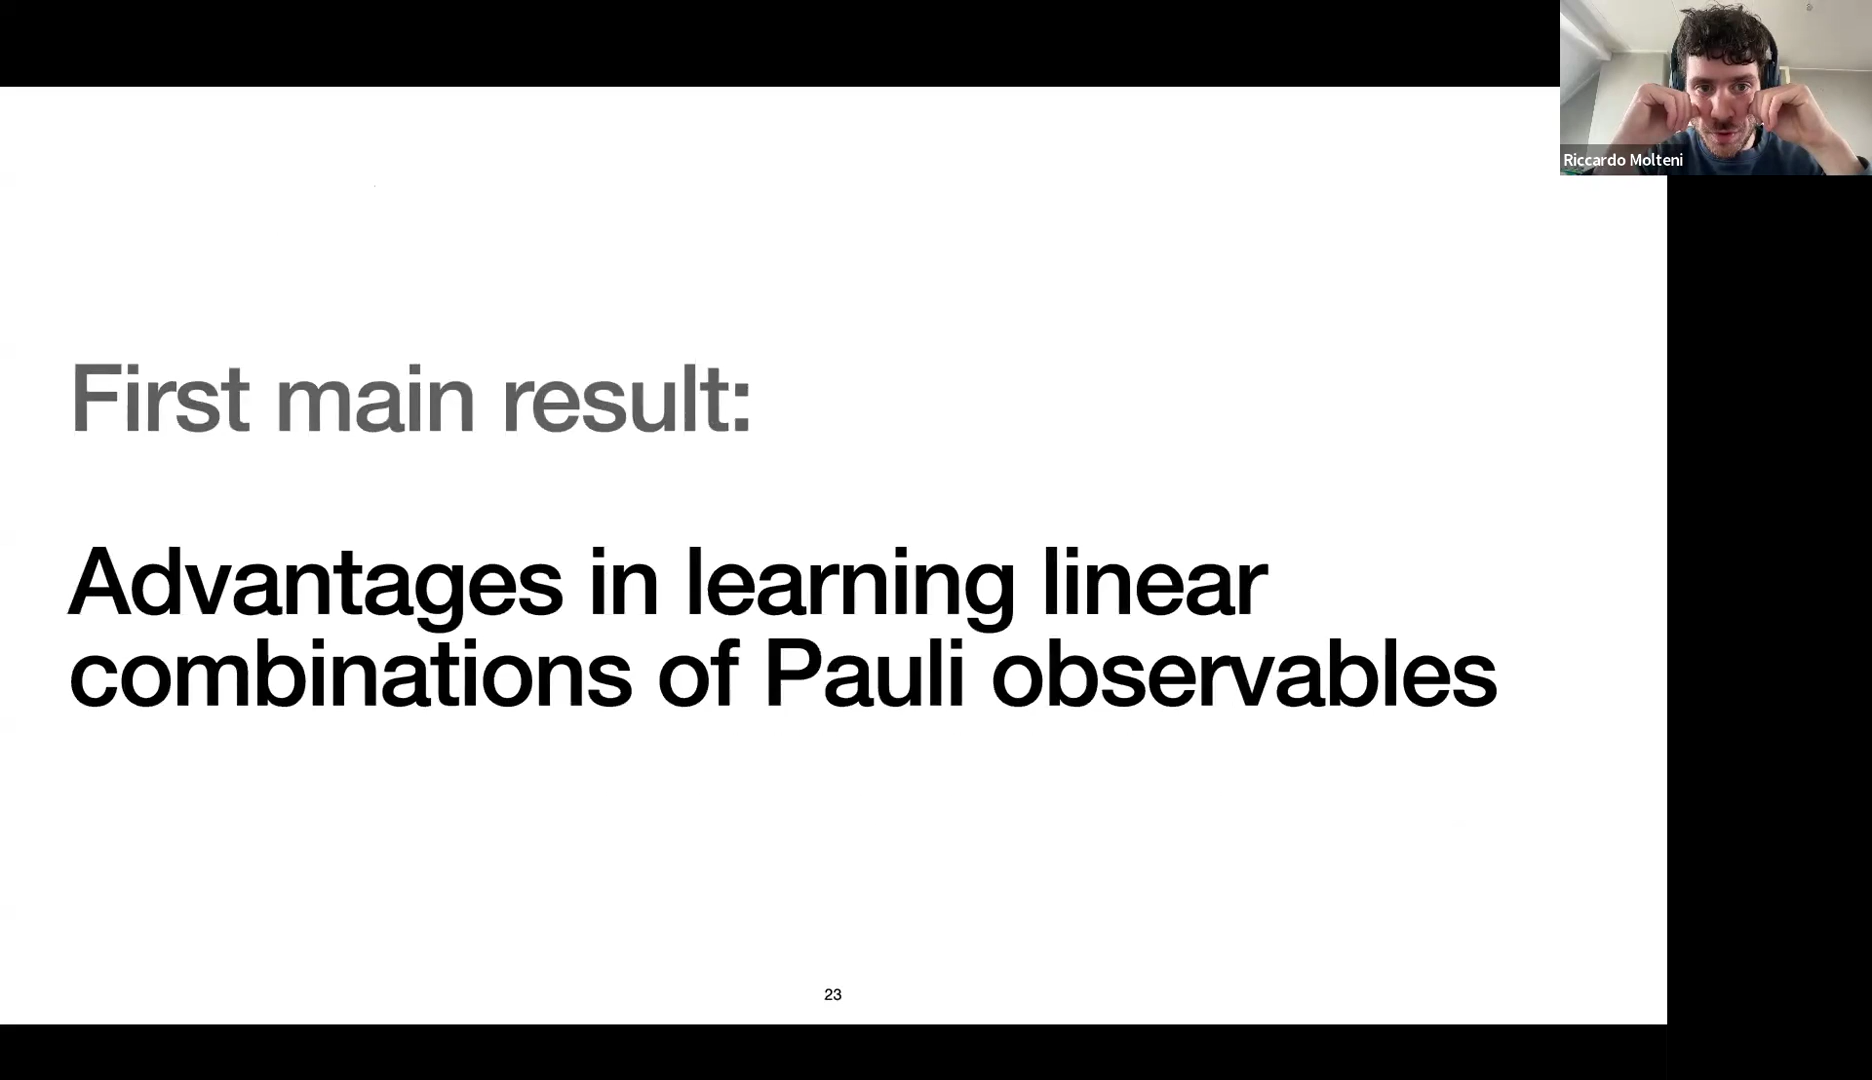 Riccardo Molteni
First main result:
Advantages in learning linear
combinations of Pauli observables
23